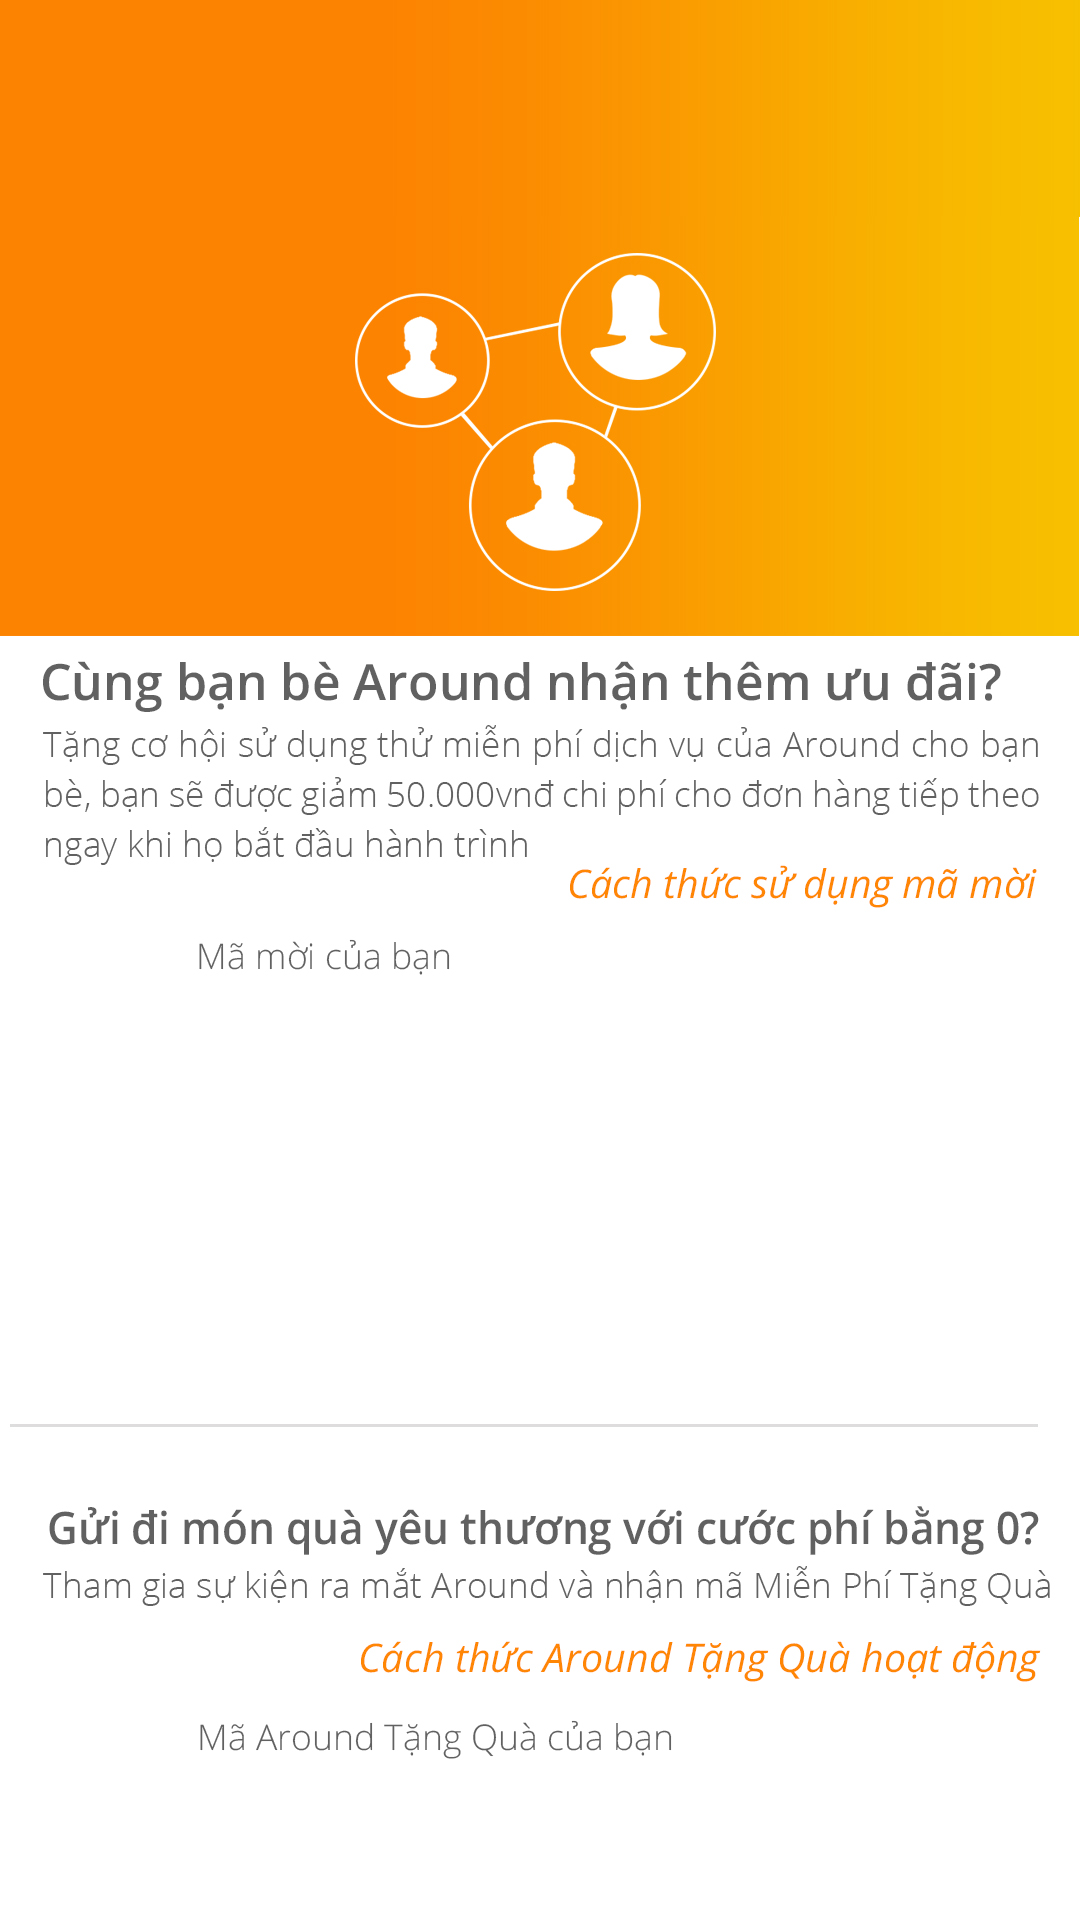 Cùng bạn bè Around nhận thêm ưu đãi?
Tặng cơ hội sử dụng thử miễn phí dịch vụ của Around cho bạn
bè, bạn sẽ được giảm 50.000vnđ chi phí cho đơn hàng tiếp theo
ngay khi họ bắt đầu hành trình
Cách thức sử dụng mã mời
Mã mời của bạn
Gửi đi món quà yêu thương với cước phí bằng 0?
Tham gia sự kiện ra mắt Around và nhận mã Miễn Phí Tặng Quà
Cách thức Around Tặng Quà hoạt động
Mã Around Tặng Quà của bạn